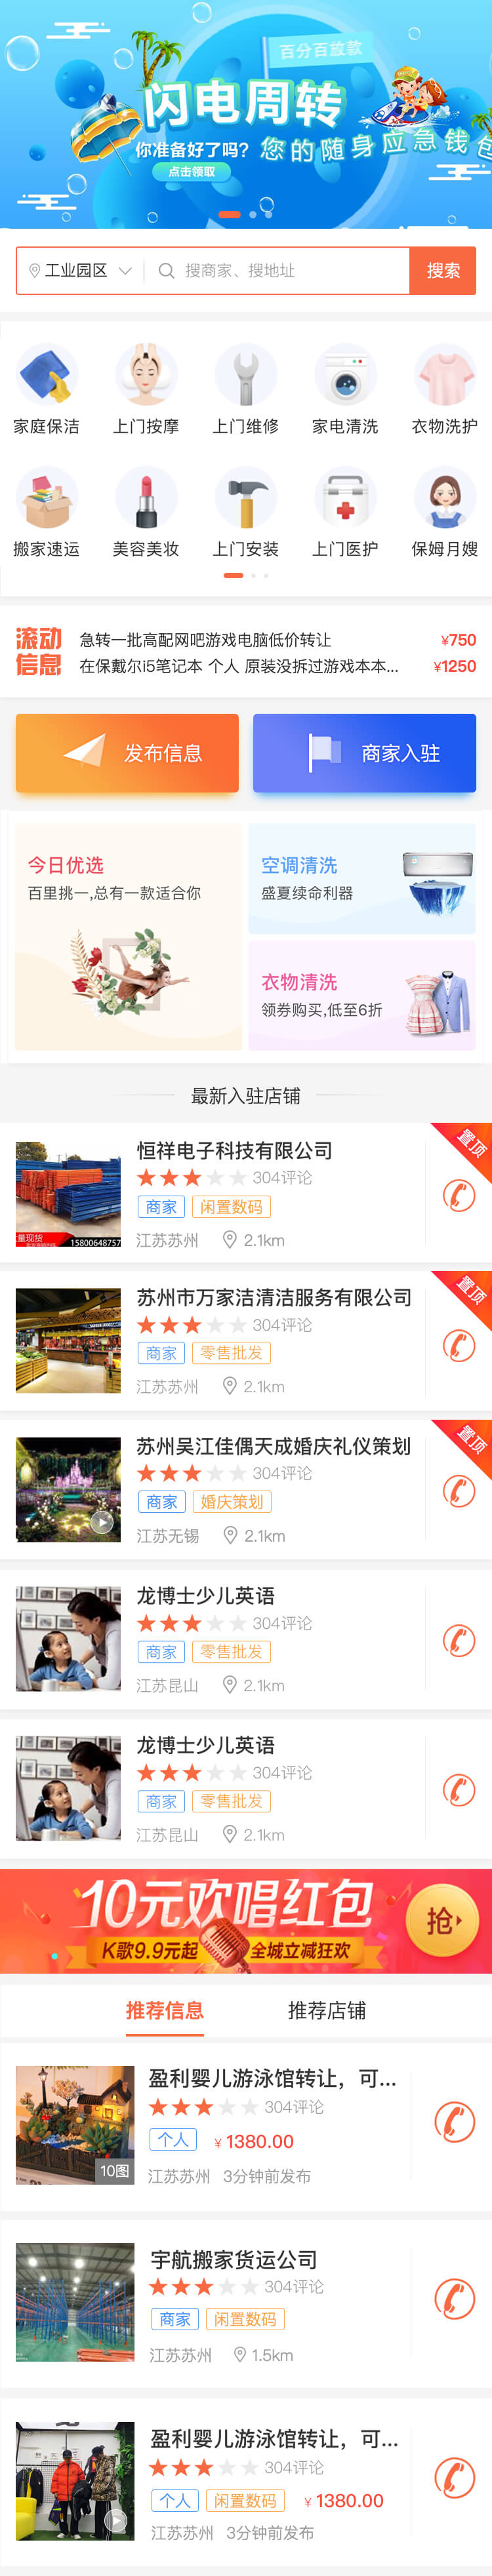 百分百放款
闪电周转
你准备好了吗？您的随身应急钱包
点击领取
工业园区
搜商家、搜地址
搜索
家庭保洁 上门按摩 上门维修 家电清洗 衣物洗护
搬家速运 美容美妆 上门安装 上门医护 保姆月嫂
滚动
信息
急转一批高配网吧游戏电脑低价转让 ¥750
在保戴尔i5笔记本 个人 原装没拆过游戏本本... ¥1250
发布信息 商家入驻
今日优选
百里挑一,总有一款适合你
空调清洗
盛夏续命利器
衣物清洗
领券购买,低至6折
最新入驻店铺
恒祥电子科技有限公司
置顶
304评论
商家 闲置数码
江苏苏州 2.1km
量现货 15800648757
苏州市万家洁清洁服务有限公司
置顶
304评论
商家 零售批发
江苏苏州 2.1km
苏州吴江佳偶天成婚庆礼仪策划
置顶
304评论
商家 婚庆策划
江苏无锡 2.1km
龙博士少儿英语
304评论
商家 零售批发
江苏昆山 2.1km
龙博士少儿英语
304评论
商家 零售批发
江苏昆山 2.1km
10元欢唱红包
K歌9.9元起 全城立减狂欢
抢
推荐信息 推荐店铺
盈利婴儿游泳馆转让，可...
304评论
个人 ¥ 1380.00
江苏苏州 3分钟前发布
10图
宇航搬家货运公司
304评论
商家 闲置数码
江苏苏州 1.5km
盈利婴儿游泳馆转让，可...
304评论
个人 闲置数码 ¥ 1380.00
江苏苏州 3分钟前发布